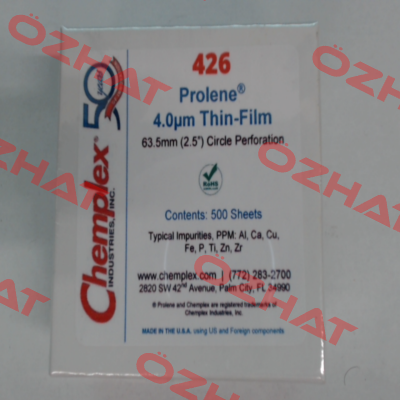 426
Prolene®
4.0µm Thin-Film
63.5mm (2.5") Circle Perforation
50 years
Chemplex®
INDUSTRIES, INC.
RoHS
Contents: 500 Sheets
Typical Impurities, PPM: Al, Ca, Cu,
Fe, P, Ti, Zn, Zr
www.chemplex.com | (772) 283-2700
2820 SW 42nd Avenue, Palm City, FL 34990
® Prolene and Chemplex are registered trademarks of
Chemplex Industries, Inc.
MADE IN THE U.S.A. using US and Foreign components
ÖZHAT
ÖZHAT
ÖZHAT
ÖZHAT
ÖZHAT